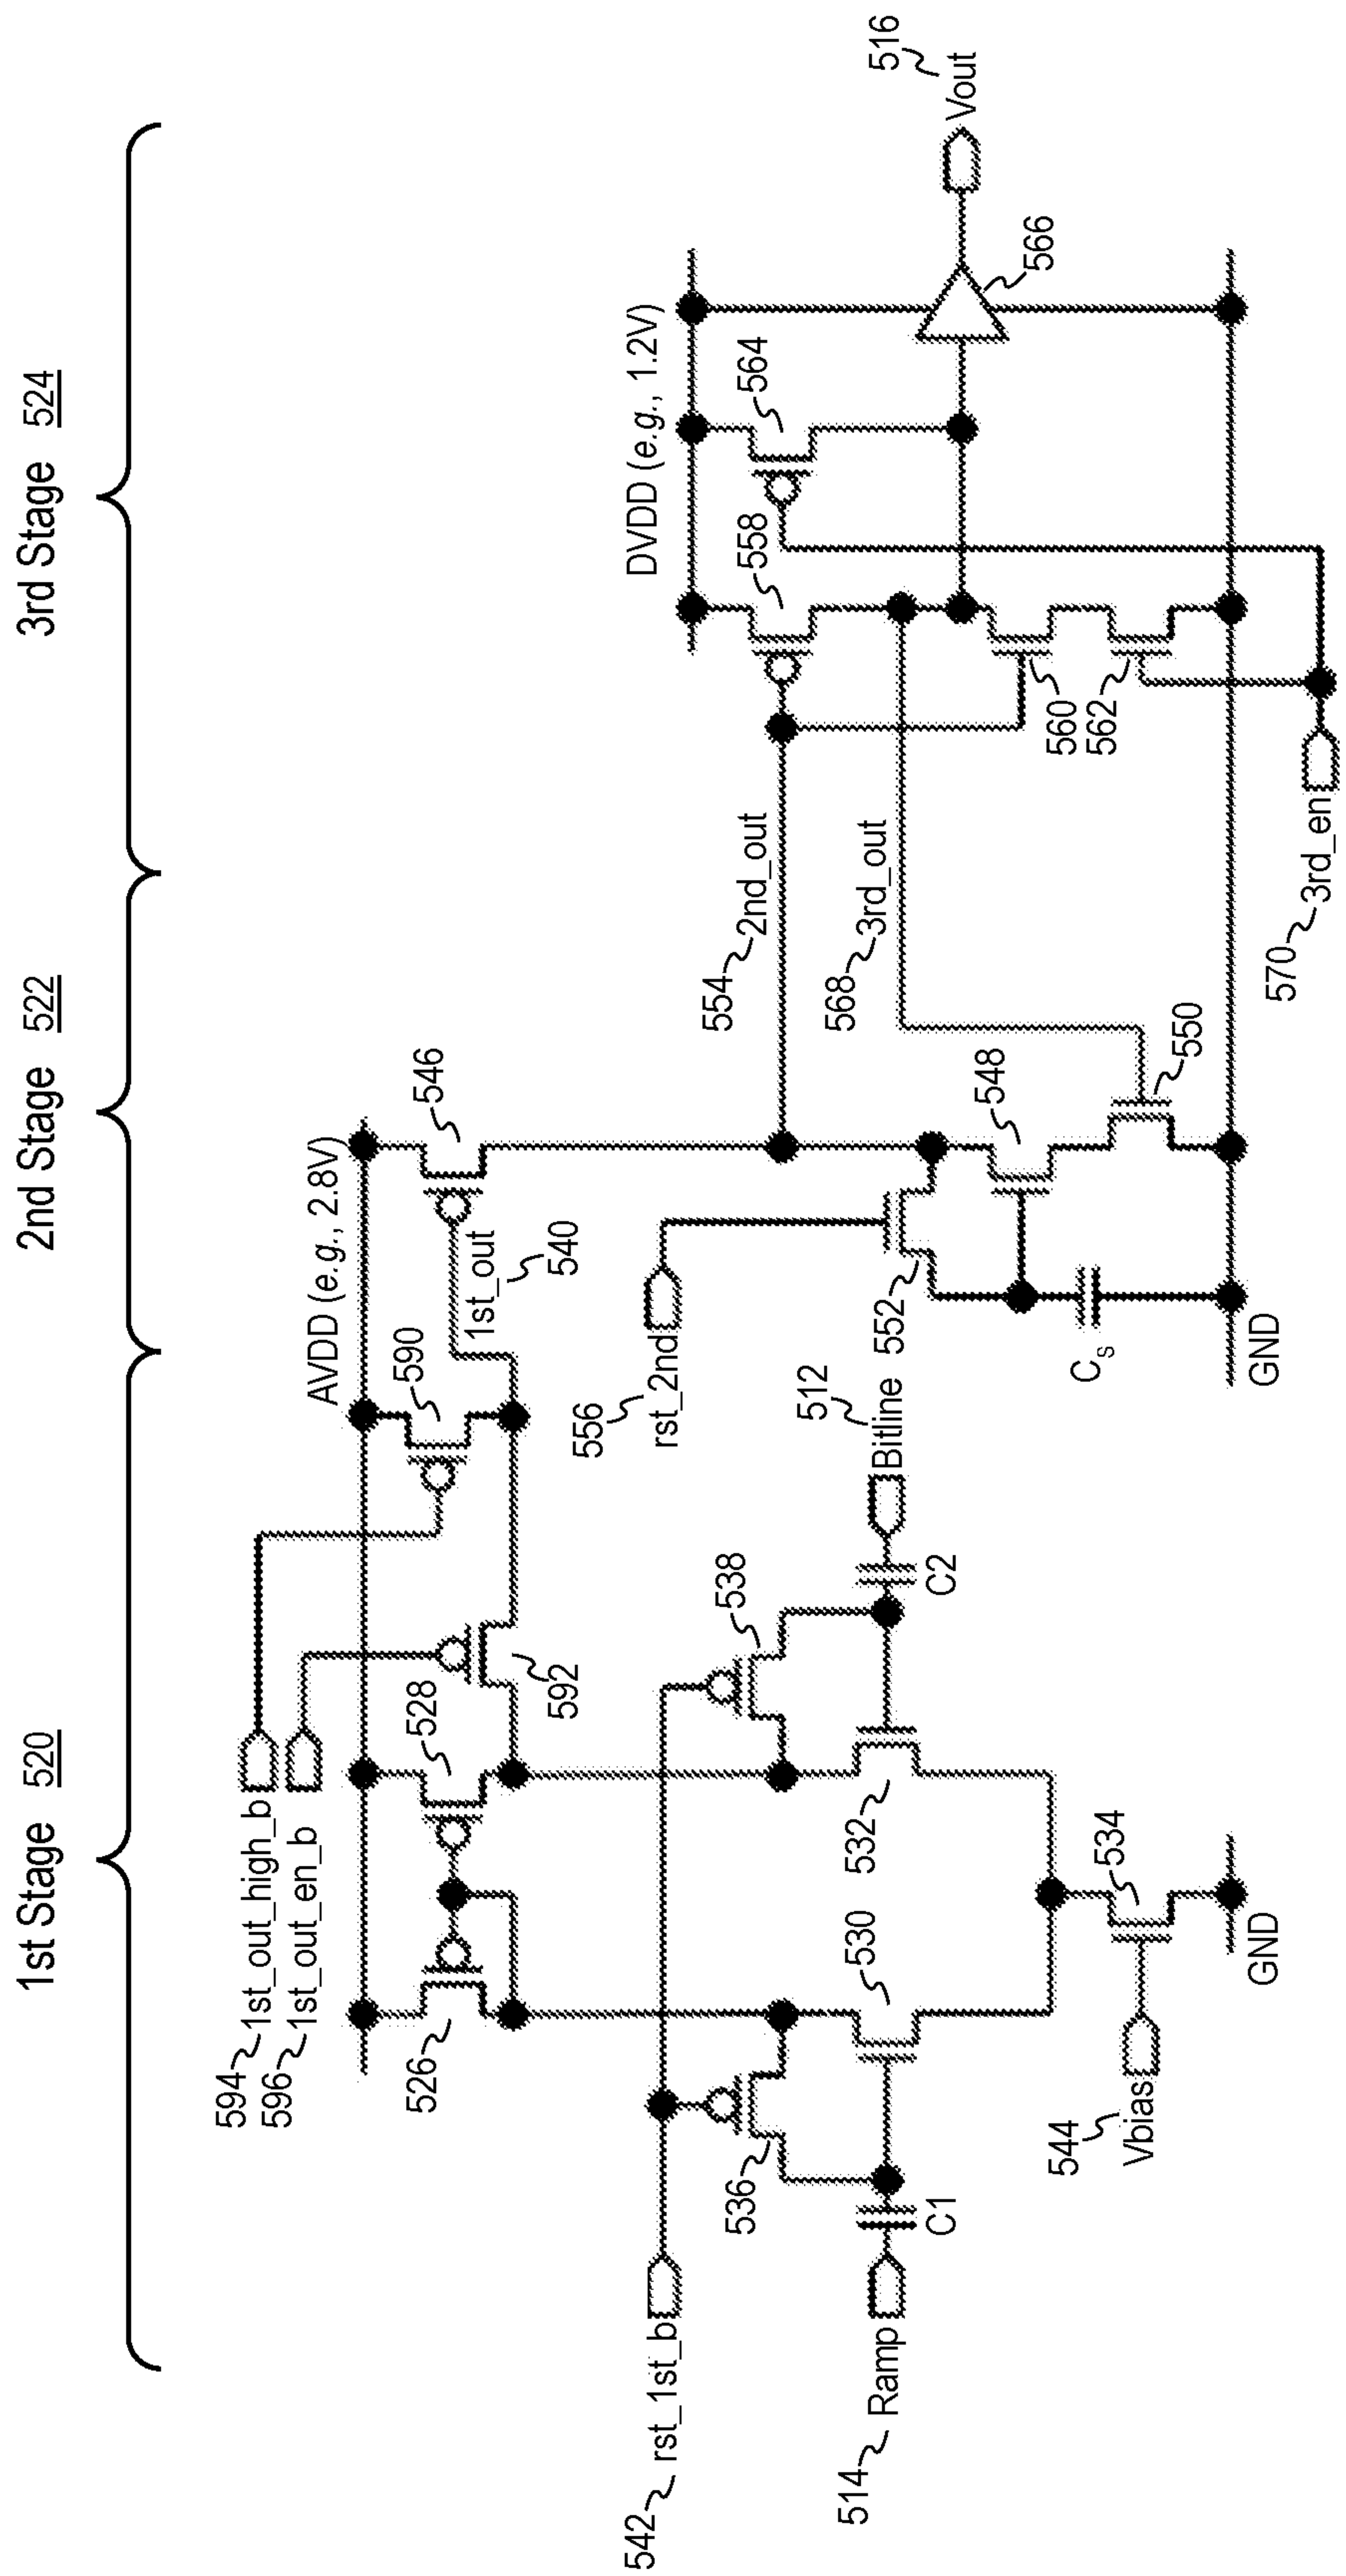 1st Stage 520
2nd Stage 522
3rd Stage 524
594 1st_out_high_b
596 1st_out_en_b
AVDD (e.g., 2.8V)
526
528
590
592
546
1st_out
540
DVDD (e.g., 1.2V)
542 rst_1st_b
536
538
556
rst_2nd
554 2nd_out
558
564
568 3rd_out
514 Ramp
C1
530
532
C2
Bitline
512
552
548
550
Cs
560
562
566
Vout
516
544
Vbias
534
GND
GND
570 3rd_en